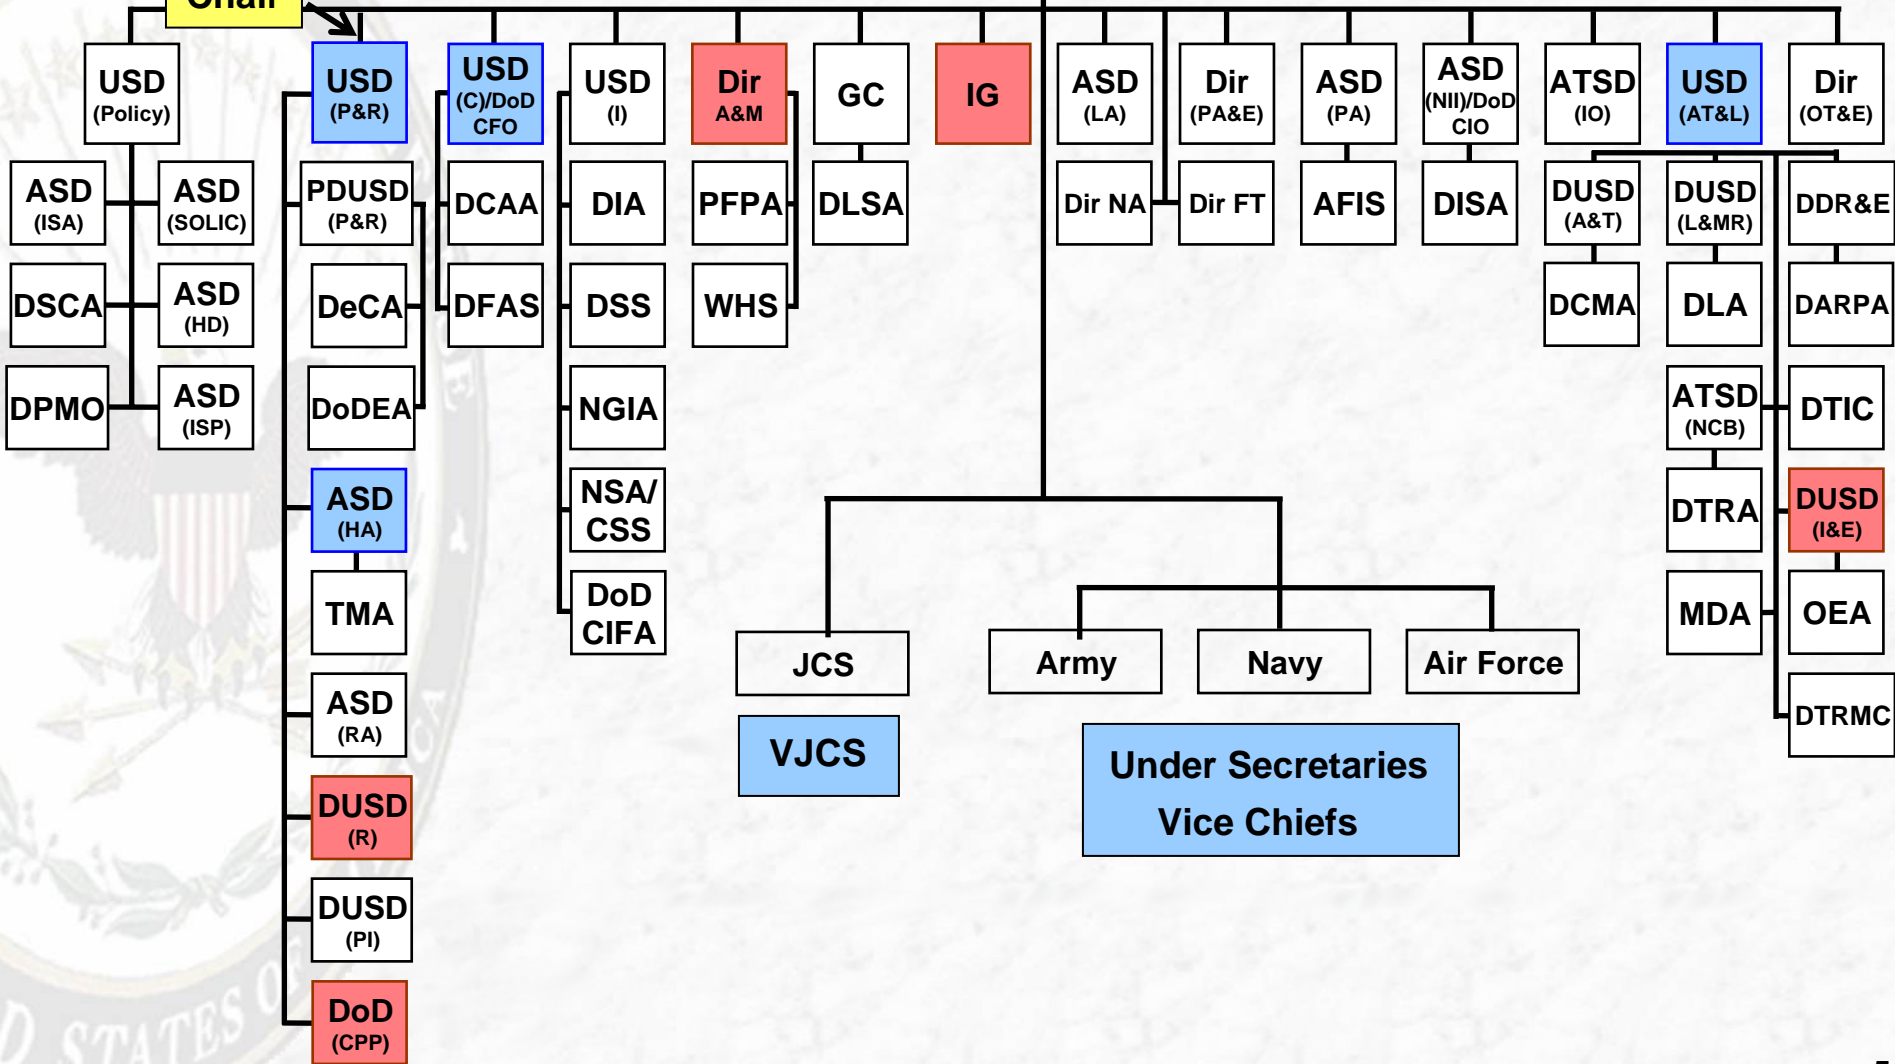 Chair
USD
(Policy)
USD
(P&R)
USD
(C)/DoD
CFO
USD
(I)
Dir
A&M
GC
IG
ASD
(LA)
Dir
(PA&E)
ASD
(PA)
ASD
(NII)/DoD
CIO
ATSD
(IO)
USD
(AT&L)
Dir
(OT&E)
ASD
(ISA)
ASD
(SOLIC)
PDUSD
(P&R)
DCAA
DIA
PFPA
DLSA
Dir NA
Dir FT
AFIS
DISA
DUSD
(A&T)
DUSD
(L&MR)
DDR&E
DSCA
ASD
(HD)
DeCA
DFAS
DSS
WHS
DCMA
DLA
DARPA
DPMO
ASD
(ISP)
DoDEA
NGIA
ATSD
(NCB)
DTIC
ASD
(HA)
NSA/
CSS
DTRA
DUSD
(I&E)
TMA
DoD
CIFA
MDA
OEA
JCS
Army
Navy
Air Force
ASD
(RA)
DTRMC
VJCS
Under Secretaries
Vice Chiefs
DUSD
(R)
DUSD
(PI)
DoD
(CPP)
D STATES OF